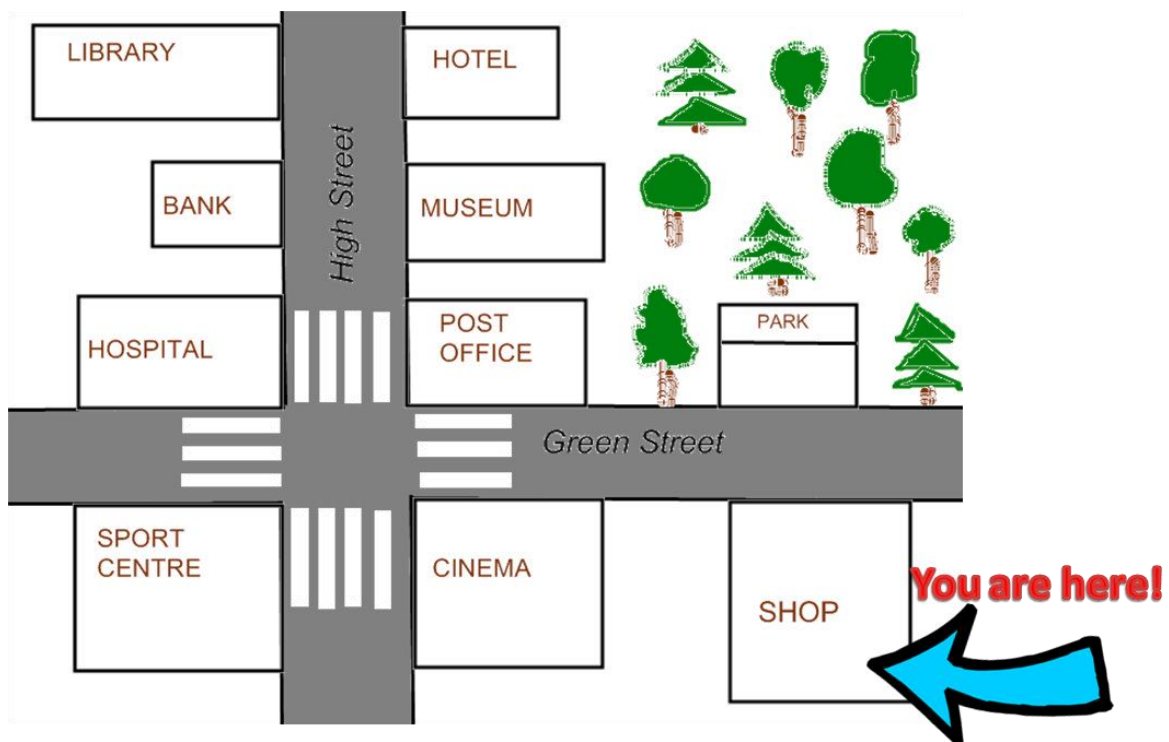 LIBRARY
HOTEL
High Street
BANK
MUSEUM
HOSPITAL
POST
OFFICE
PARK
Green Street
SPORT
CENTRE
CINEMA
SHOP
You are here!